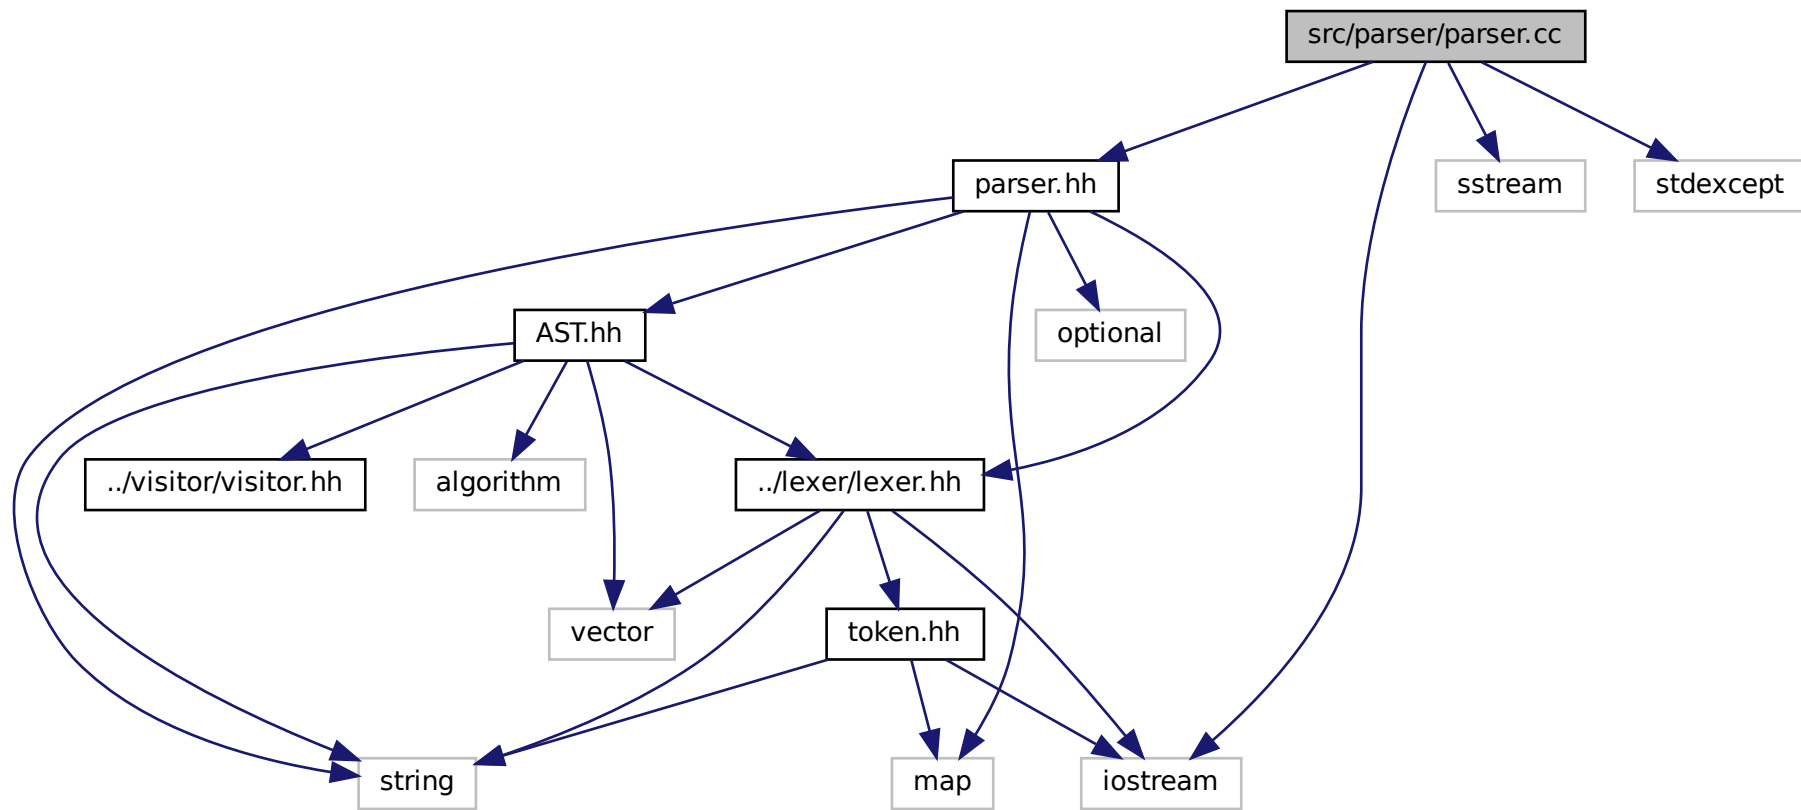 src/parser/parser.cc
parser.hh
sstream
stdexcept
AST.hh
optional
../visitor/visitor.hh
algorithm
../lexer/lexer.hh
vector
token.hh
string
map
iostream